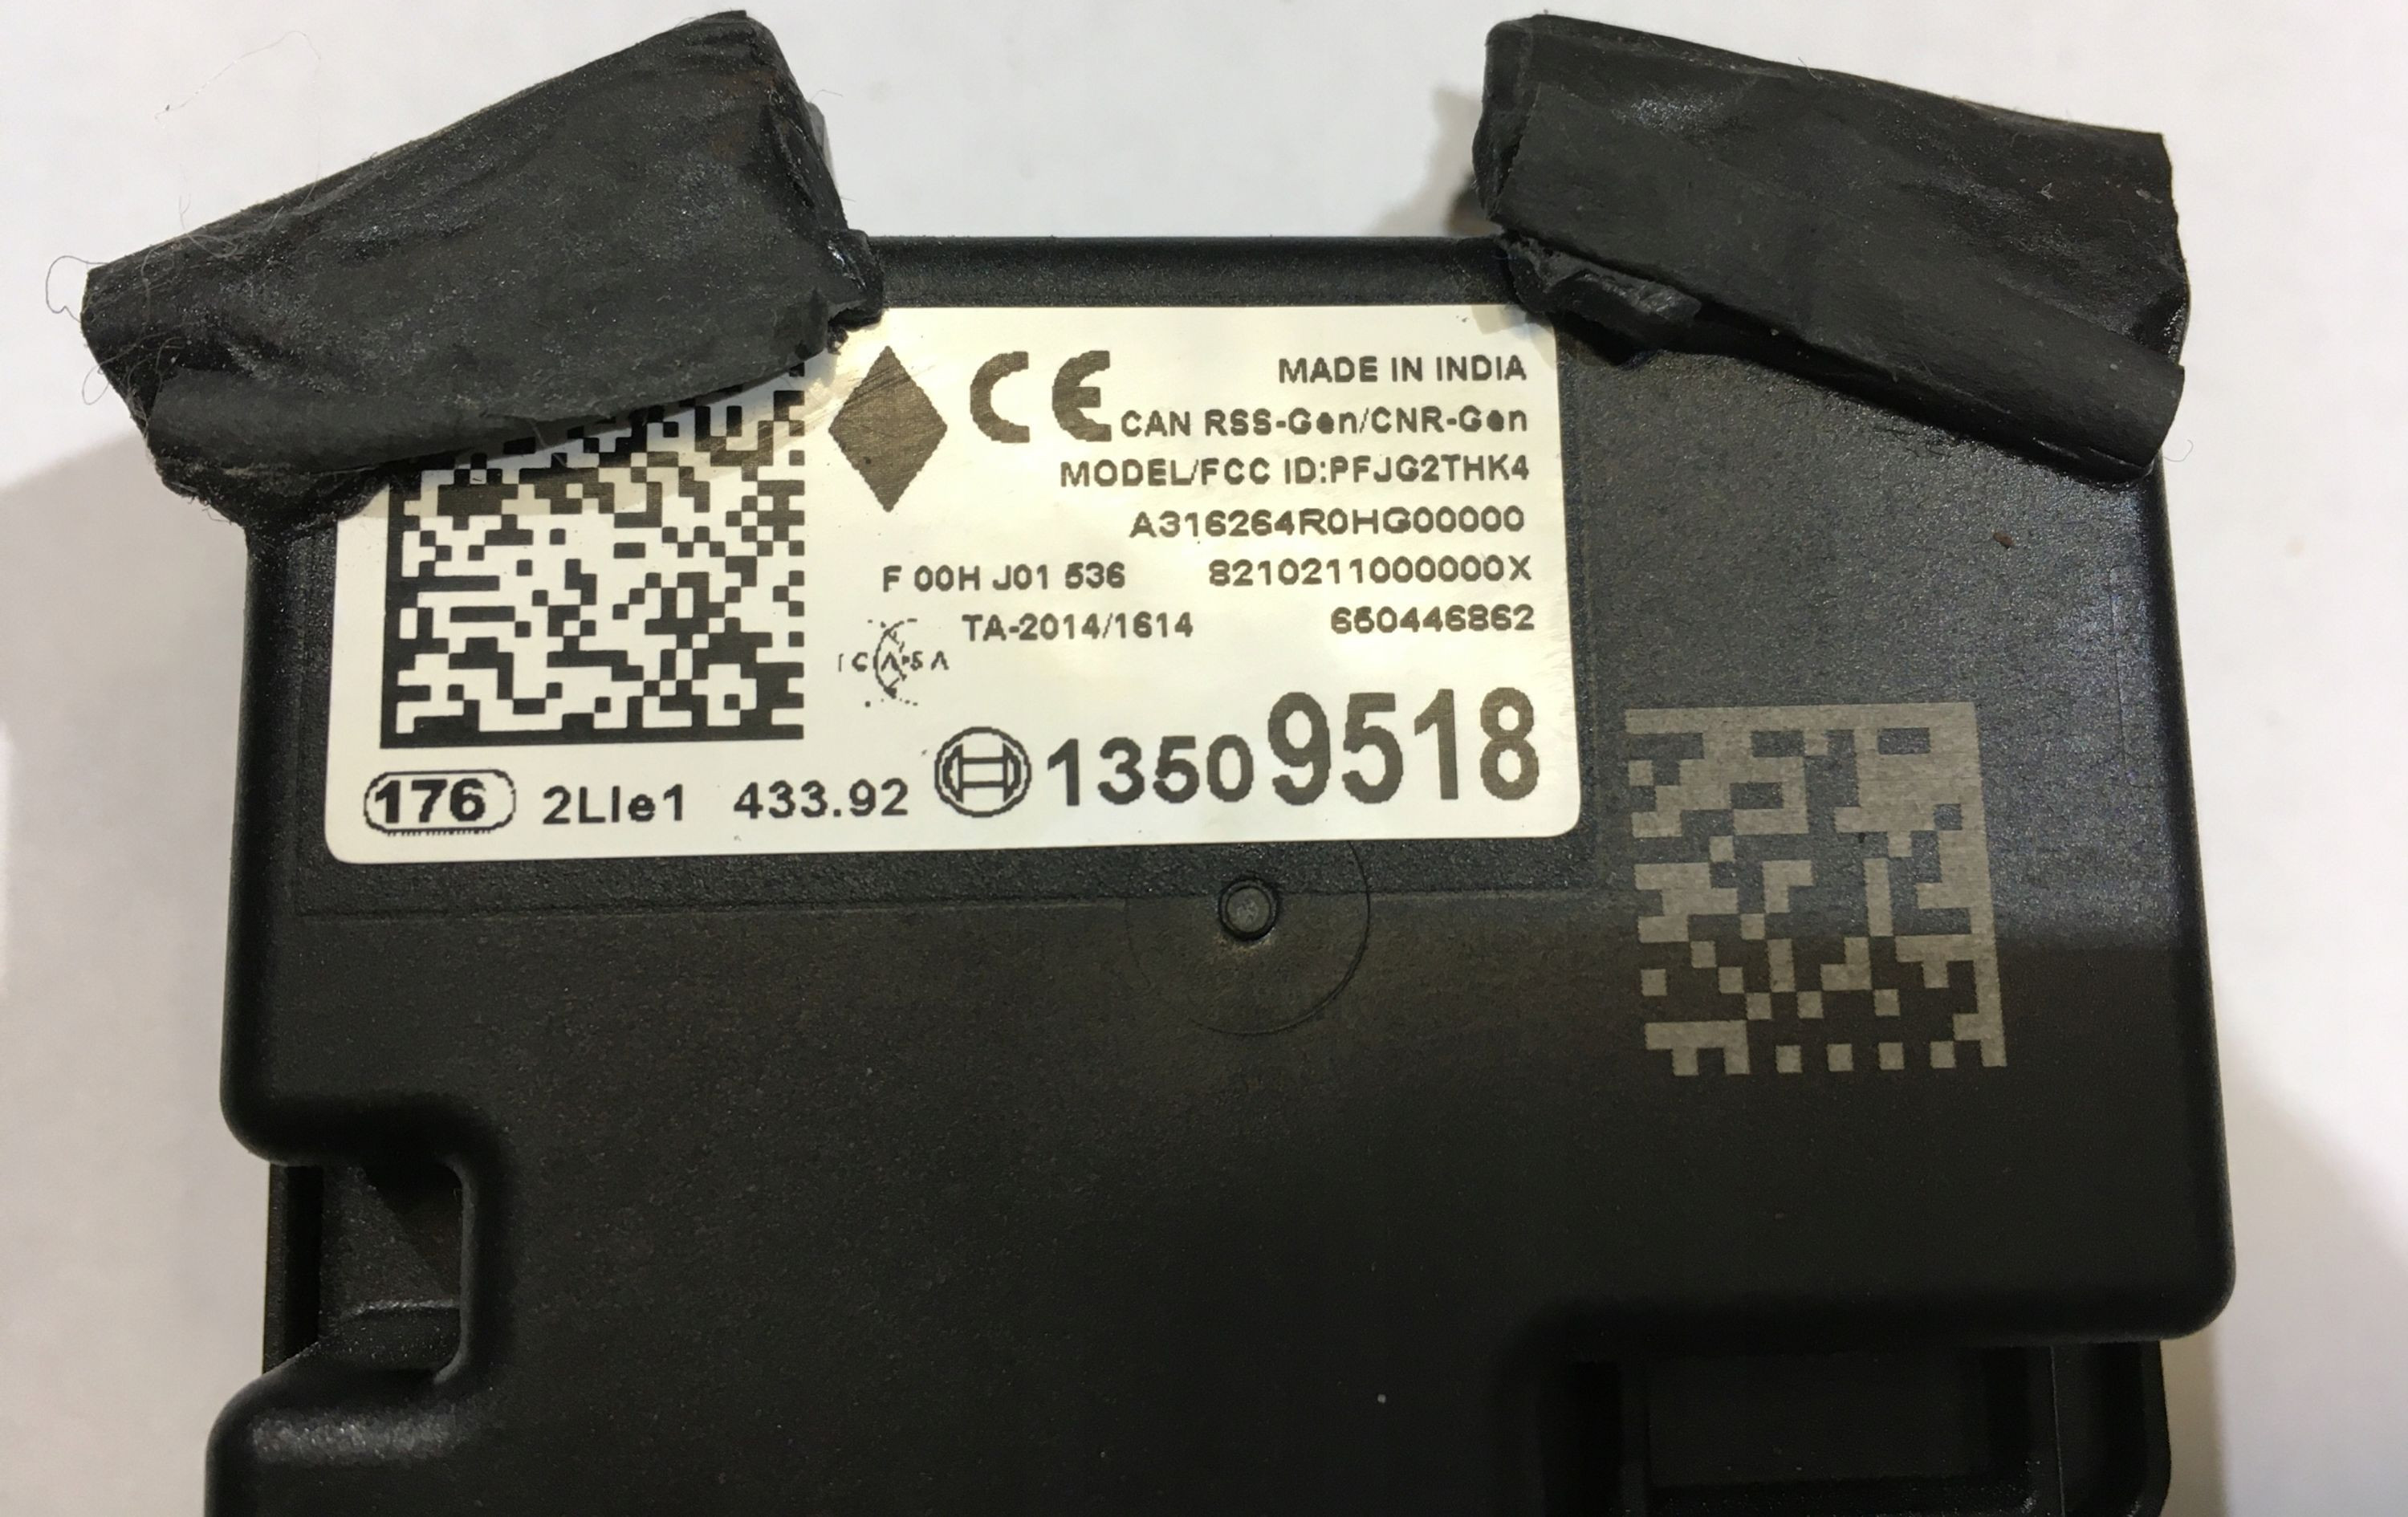 CE
MADE IN INDIA
CAN RSS-Gen/CNR-Gen
MODEL/FCC ID:PFJG2THK4
A316264R0HG00000
F 00H J01 536 8210211000000X
TA-2014/1614 650446862
ICASA
176 2LIe1 433.92 13509518